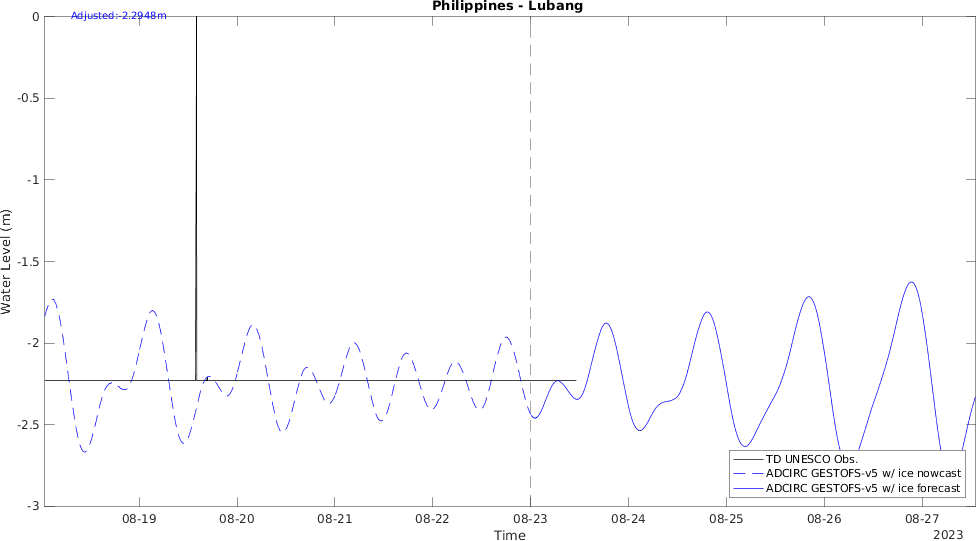 Philippines - Lubang
Adjusted:-2.2948m
0
-0.5
-1
-1.5
-2
-2.5
-3
Water Level (m)
08-19
08-20
08-21
08-22
08-23
08-24
08-25
08-26
08-27
Time
2023
TD UNESCO Obs.
ADCIRC GESTOFS-v5 w/ ice nowcast
ADCIRC GESTOFS-v5 w/ ice forecast